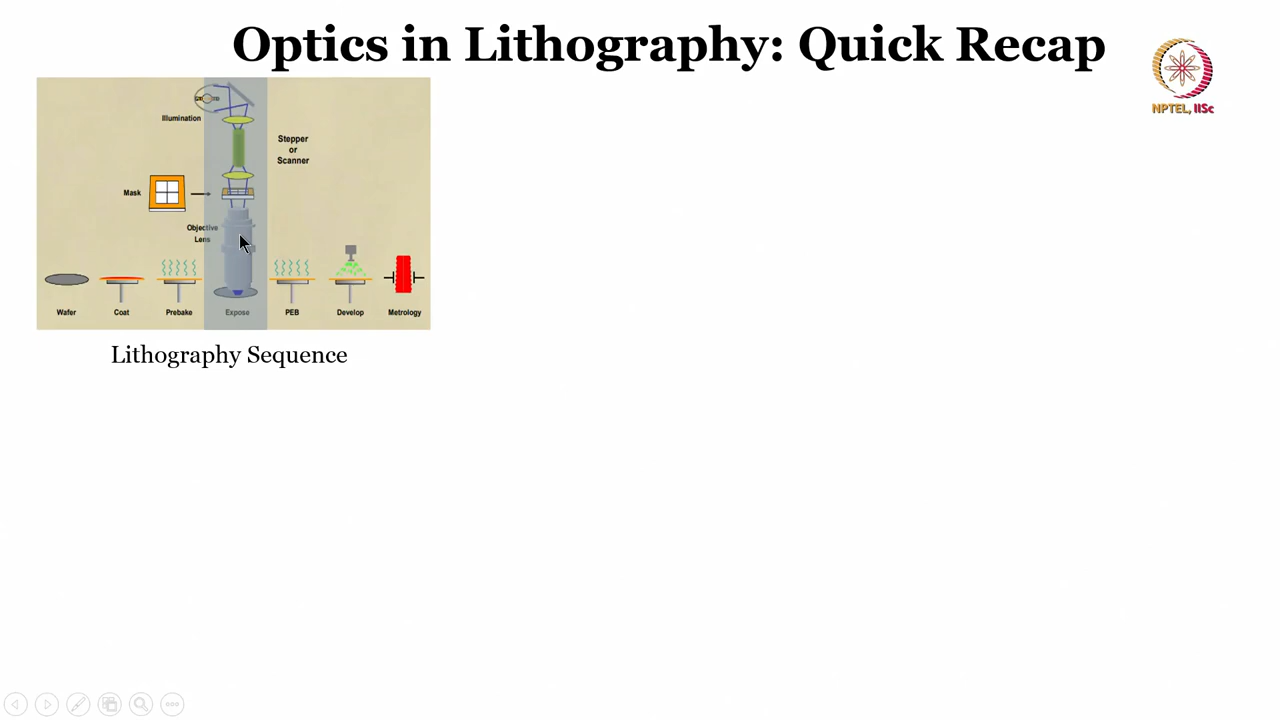 Optics in Lithography: Quick Recap
NPTEL, IISc
Illumination
Stepper
or
Scanner
Mask
Objective
Lens
Wafer
Coat
Prebake
Expose
PEB
Develop
Metrology
Lithography Sequence